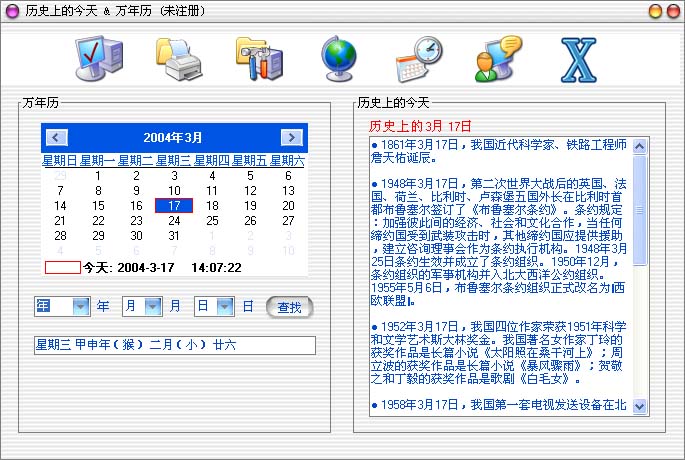 历史上的今天 & 万年历 (未注册)
万年历
2004年3月
星期日 星期一 星期二 星期三 星期四 星期五 星期六
29 1 2 3 4 5 6
7 8 9 10 11 12 13
14 15 16 17 18 19 20
21 22 23 24 25 26 27
28 29 30 31 1 2 3
4 5 6 7 8 9 10
今天: 2004-3-17 14:07:22
年 年 月 月 日 日 查找
星期三 甲申年(猴) 二月(小) 廿六
历史上的今天
历史上的3月 17日
● 1861年3月17日，我国近代科学家、铁路工程师
詹天佑诞辰。
● 1948年3月17日，第二次世界大战后的英国、法
国、荷兰、比利时、卢森堡五国外长在比利时首
都布鲁塞尔签订了《布鲁塞尔条约》。条约规定
：加强彼此间的经济、社会和文化合作，当任何
缔约国受到武装攻击时，其他缔约国应提供援助
，建立咨询理事会作为条约执行机构。1948年3月
25日条约生效并成立了条约组织。1950年12月，
条约组织的军事机构并入北大西洋公约组织。
1955年5月6日，布鲁塞尔条约组织正式改名为‖西
欧联盟‖。
● 1952年3月17日，我国四位作家荣获1951年科学
和文学艺术斯大林奖金。我国著名女作家丁玲的
获奖作品是长篇小说《太阳照在桑干河上》；周
立波的获奖作品是长篇小说《暴风骤雨》；贺敬
之和丁毅的获奖作品是歌剧《白毛女》。
● 1958年3月17日，我国第一套电视发送设备在北